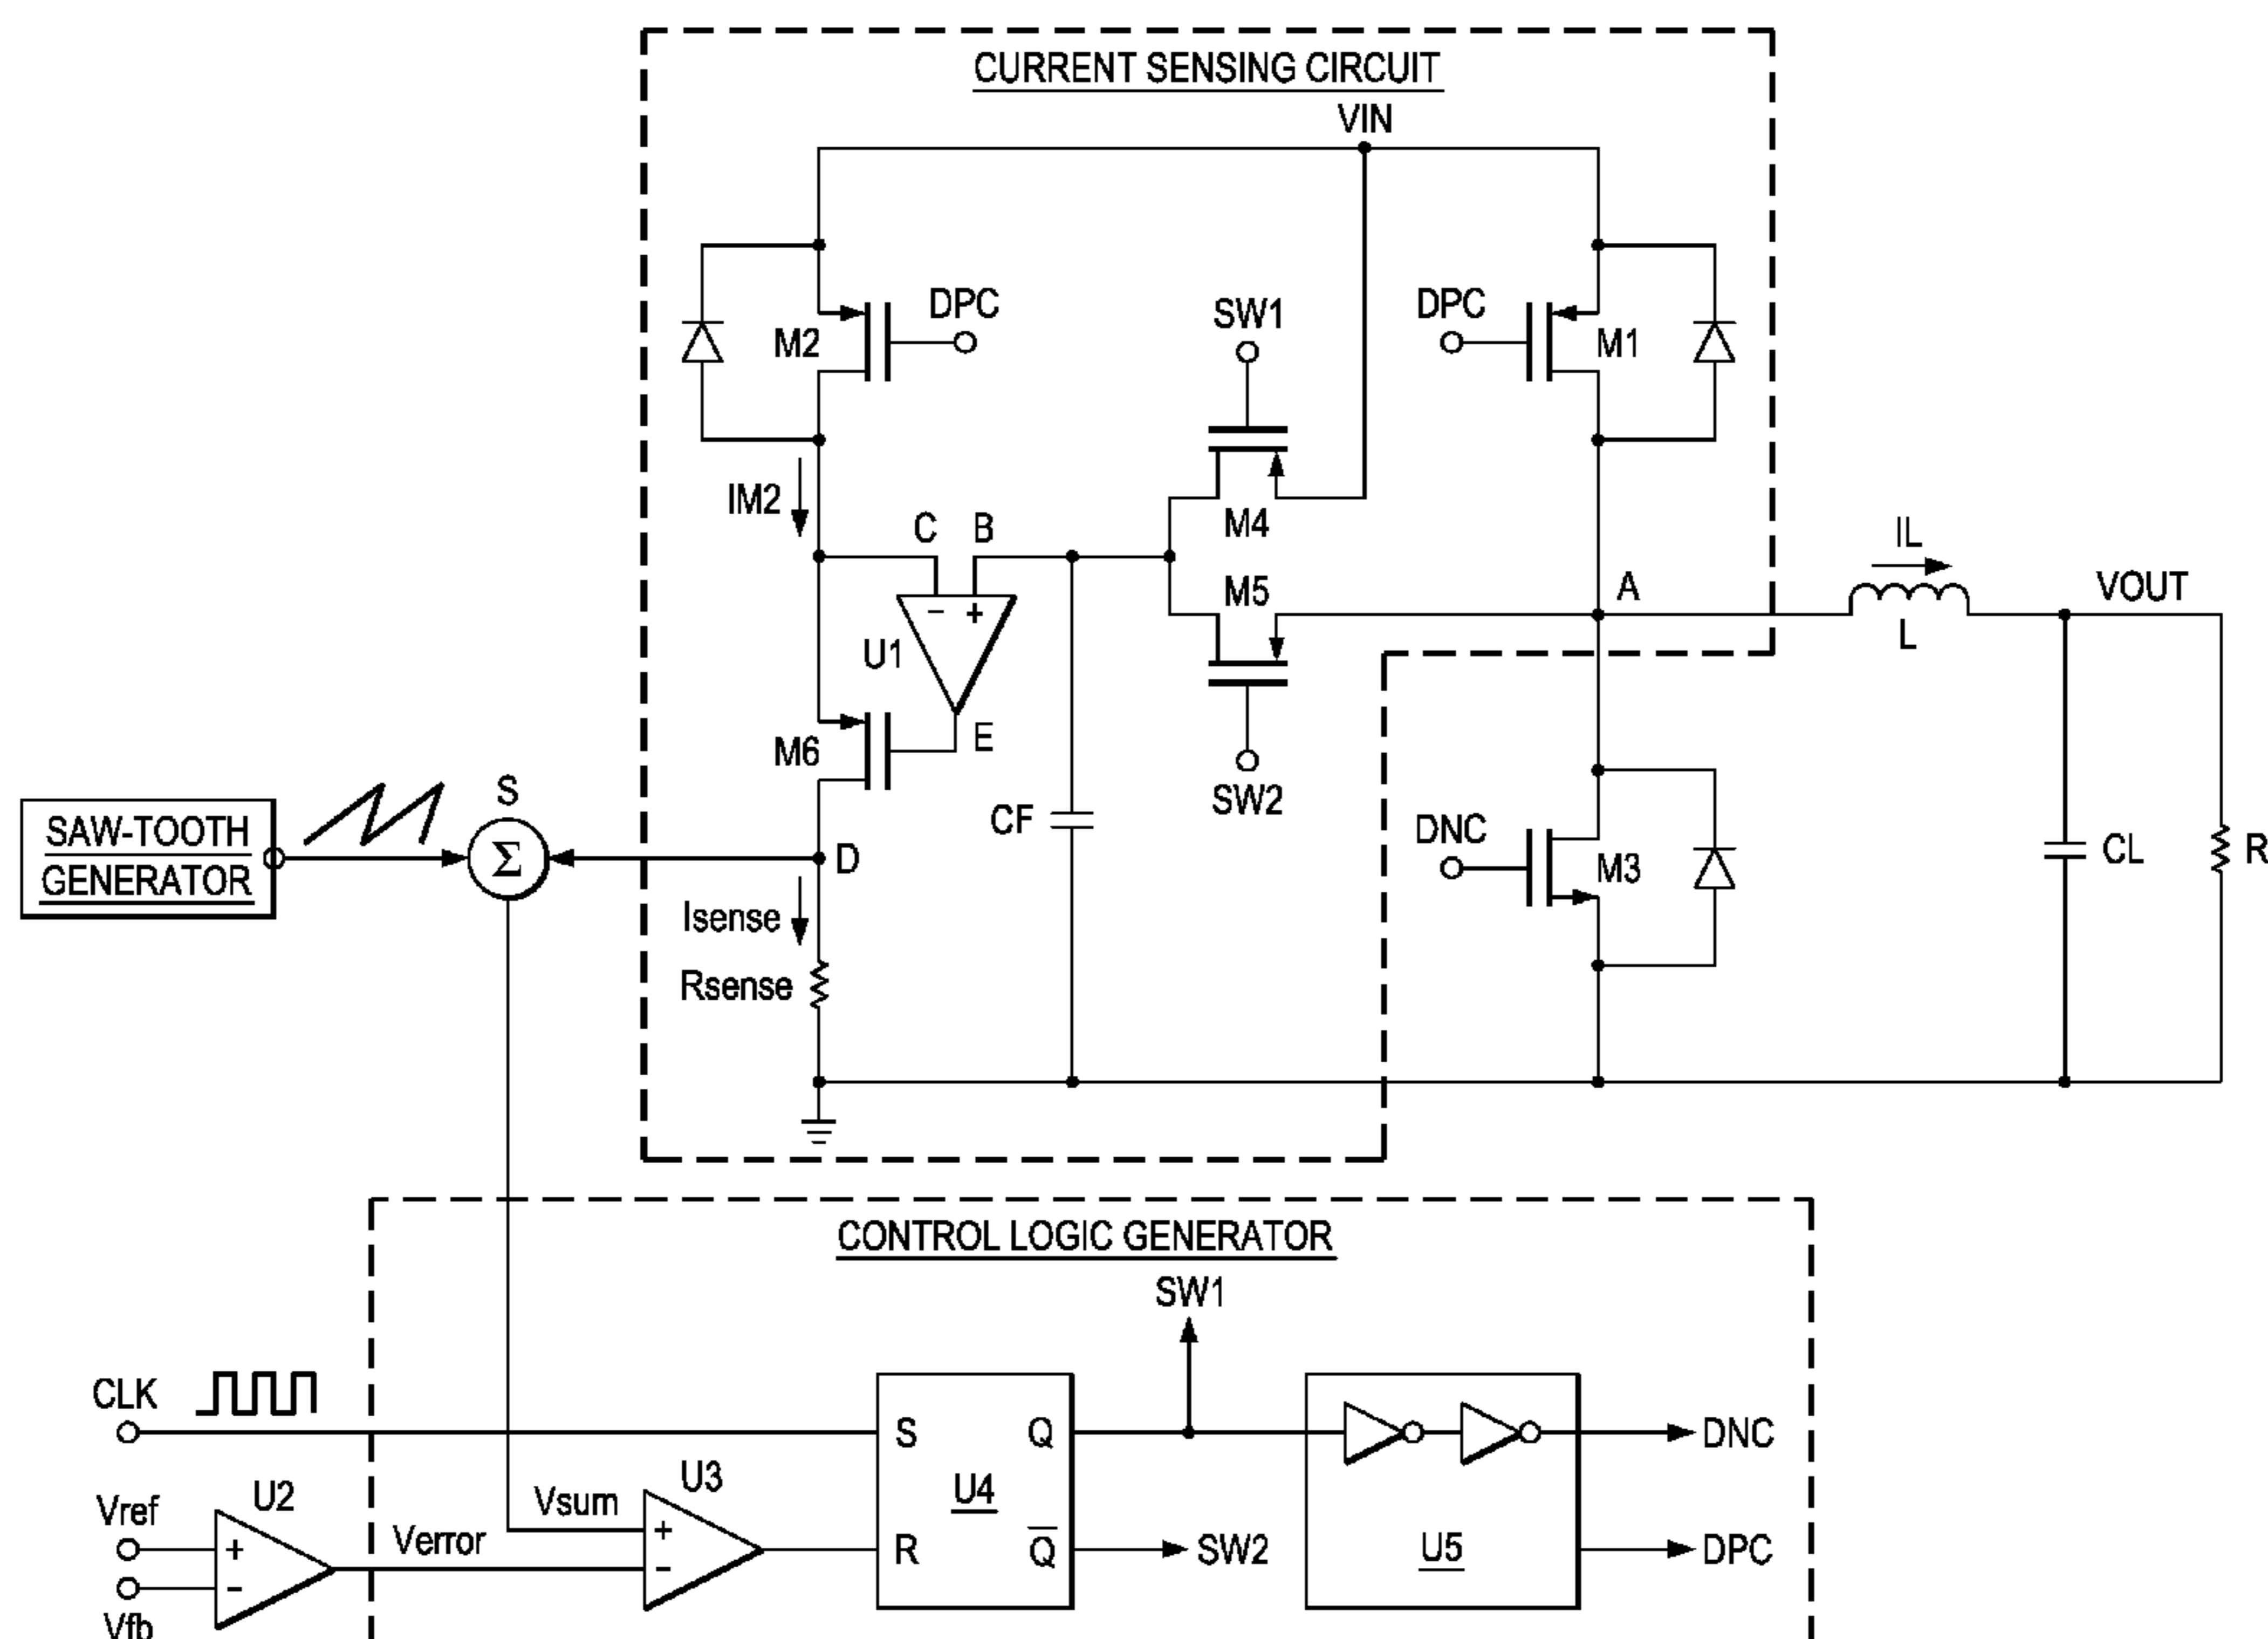 CURRENT SENSING CIRCUIT
VIN
DPC
SW1
DPC
M2
M1
IM2
C
B
M4
IL
M5
A
VOUT
- +
U1
L
E
M6
SW2
S
CF
DNC
SAW-TOOTH
GENERATOR
Σ
D
M3
CL
R
Isense
Rsense
CONTROL LOGIC GENERATOR
SW1
CLK
S
Q
DNC
U3
U2
U4
Vref
Vsum
+
+
Verror
R
Q̅
SW2
U5
DPC
-
-
Vfb